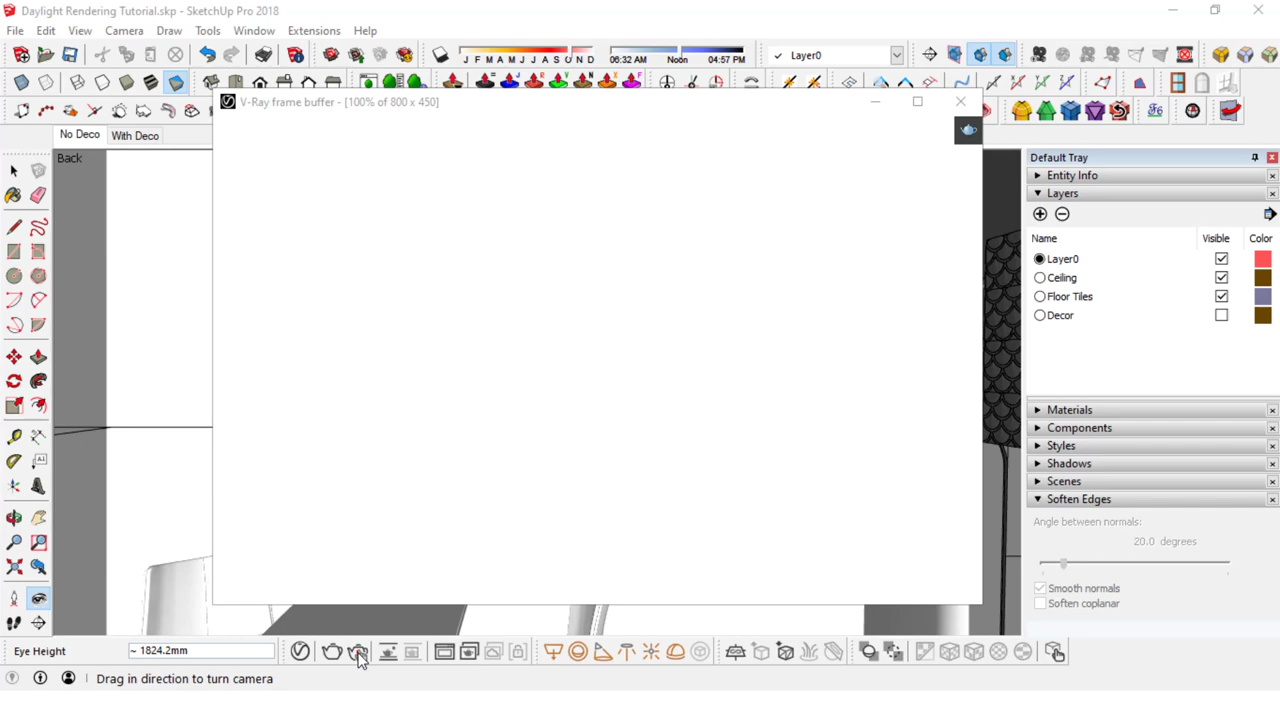 Daylight Rendering Tutorial.skp - SketchUp Pro 2018
File Edit View Camera Draw Tools Window Extensions Help
J F M A M J J A S O N D 06:32 AM Noon 04:57 PM Layer0
V-Ray frame buffer - [100% of 800 x 450]
No Deco With Deco
Back
Default Tray
Entity Info
Layers
Name Visible Color
Layer0
Ceiling
Floor Tiles
Decor
Materials
Components
Styles
Shadows
Scenes
Soften Edges
Angle between normals:
20.0 degrees
Smooth normals
Soften coplanar
Eye Height ~ 1824.2mm
Drag in direction to turn camera